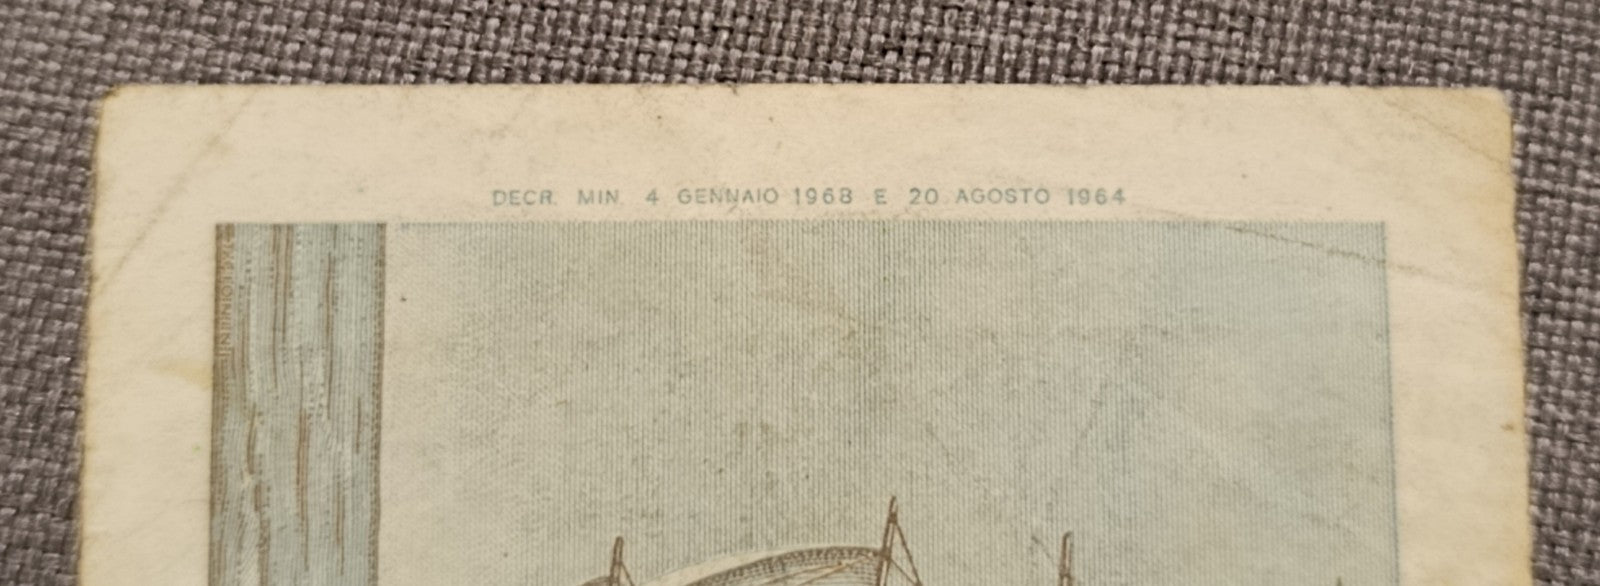 DECR. MIN. 4 GENNAIO 1968 E 20 AGOSTO 1964